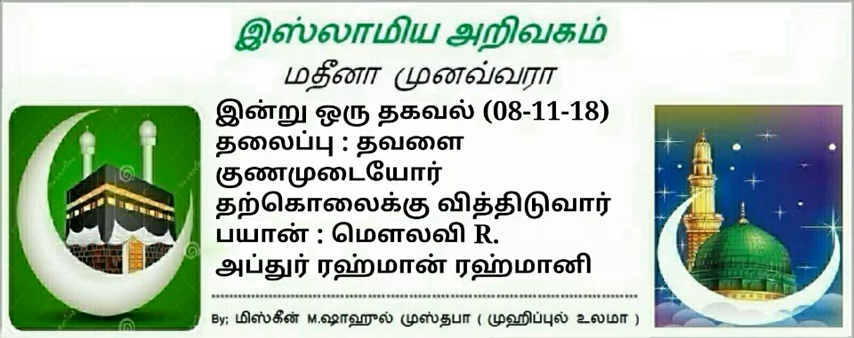 இஸ்லாமிய அறிவகம்
மதீனா முனவ்வரா
இன்று ஒரு தகவல் (08-11-18)
தலைப்பு : தவளை
குணமுடையோர்
தற்கொலைக்கு வித்திடுவார்
பயான் : மௌலவி R.
அப்துர் ரஹ்மான் ரஹ்மானி
By; மிஸ்கீன் M.ஷாஹுல் முஸ்தபா ( முஹிப்புல் உலமா )